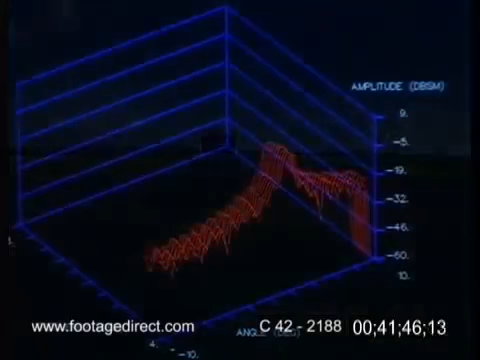 AMPLITUDE (DBSM)
9.
-5.
-19.
-32.
-46.
-60.
10.
ANGLE (DEG)
4.
-10.
www.footagedirect.com
C 42 - 2188
00;41;46;13